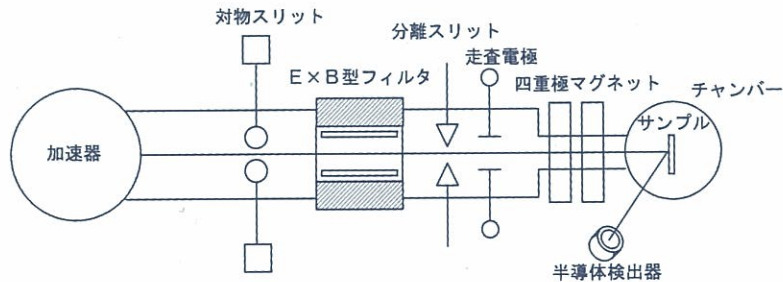 対物スリット
分離スリット
走査電極
E×B型フィルタ
四重極マグネット
チャンバー
加速器
サンプル
半導体検出器